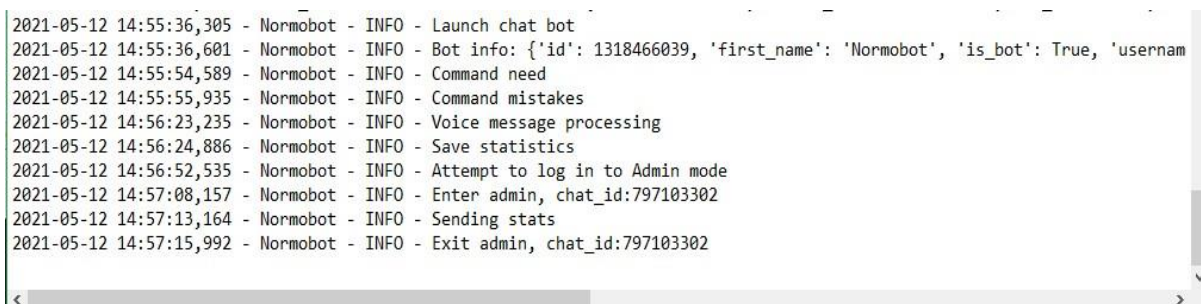 2021-05-12 14:55:36,305 - Normobot - INFO - Launch chat bot
2021-05-12 14:55:36,601 - Normobot - INFO - Bot info: {'id': 1318466039, 'first_name': 'Normobot', 'is_bot': True, 'usernam
2021-05-12 14:55:54,589 - Normobot - INFO - Command need
2021-05-12 14:55:55,935 - Normobot - INFO - Command mistakes
2021-05-12 14:56:23,235 - Normobot - INFO - Voice message processing
2021-05-12 14:56:24,886 - Normobot - INFO - Save statistics
2021-05-12 14:56:52,535 - Normobot - INFO - Attempt to log in to Admin mode
2021-05-12 14:57:08,157 - Normobot - INFO - Enter admin, chat_id:797103302
2021-05-12 14:57:13,164 - Normobot - INFO - Sending stats
2021-05-12 14:57:15,992 - Normobot - INFO - Exit admin, chat_id:797103302